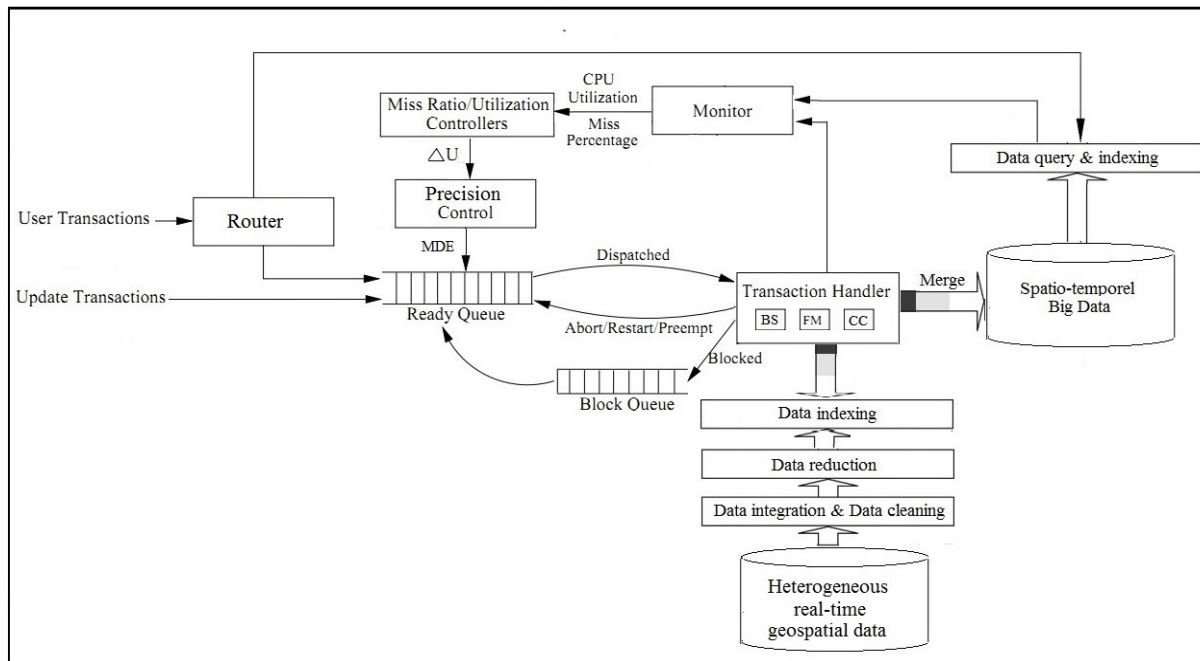 CPU
Utilization
Miss Ratio/Utilization
Controllers
Miss
Percentage
Monitor
Data query & indexing
△U
Precision
Control
User Transactions
Router
MDE
Dispatched
Update Transactions
Ready Queue
Abort/Restart/Preempt
Transaction Handler
BS FM CC
Merge
Spatio-temporel
Big Data
Blocked
Block Queue
Data indexing
Data reduction
Data integration & Data cleaning
Heterogeneous
real-time
geospatial data